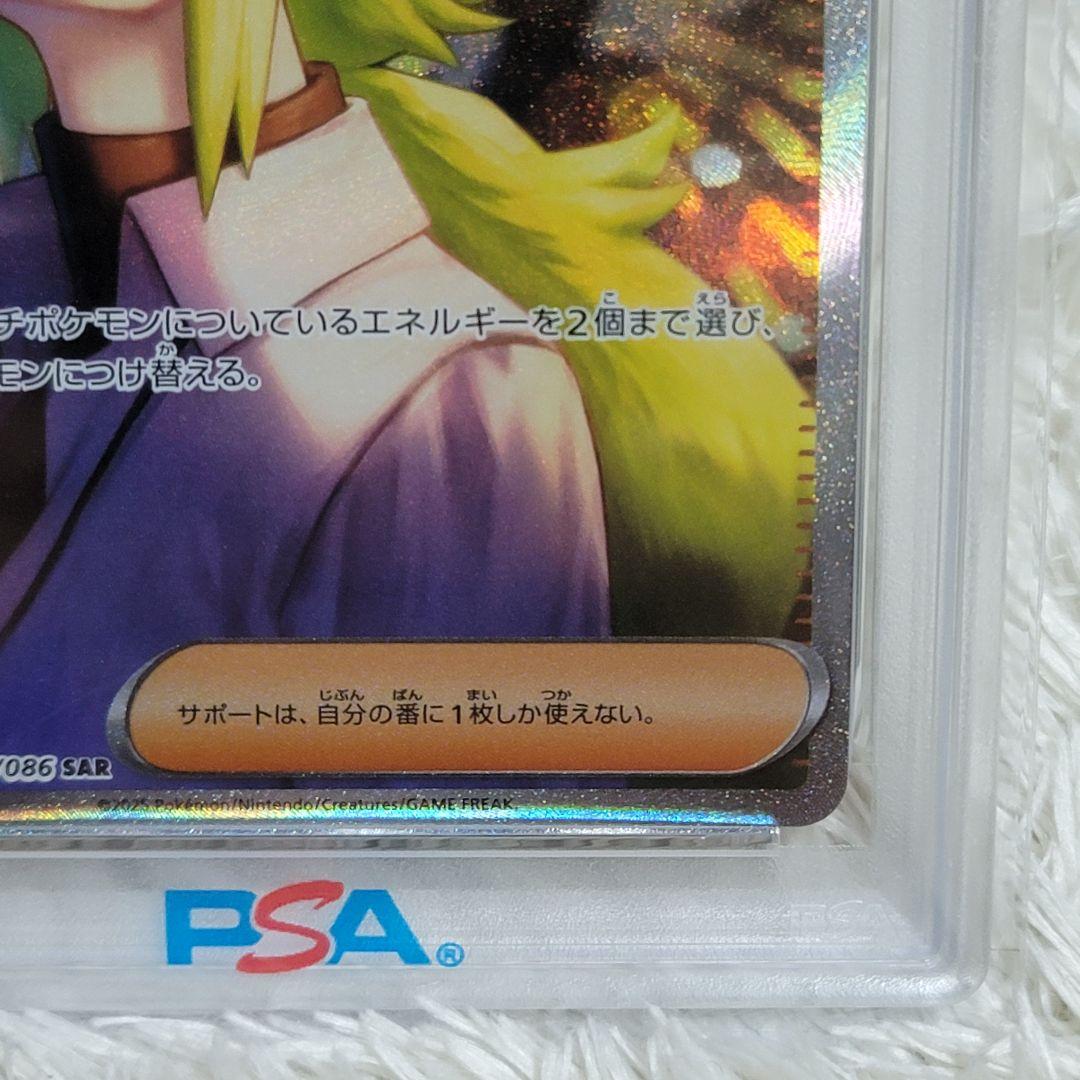 チポケモンについているエネルギーを2個まで選び、
モンにつけ替える。
サポートは、自分の番に1枚しか使えない。
/086 SAR
©2025 Pokémon/Nintendo/Creatures/GAME FREAK.
PSA®